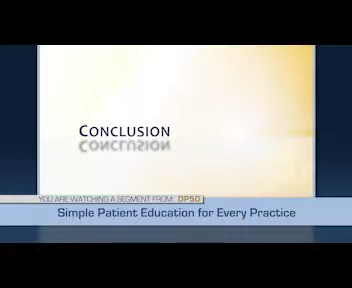 CONCLUSION
YOU ARE WATCHING A SEGMENT FROM: DP50
Simple Patient Education for Every Practice